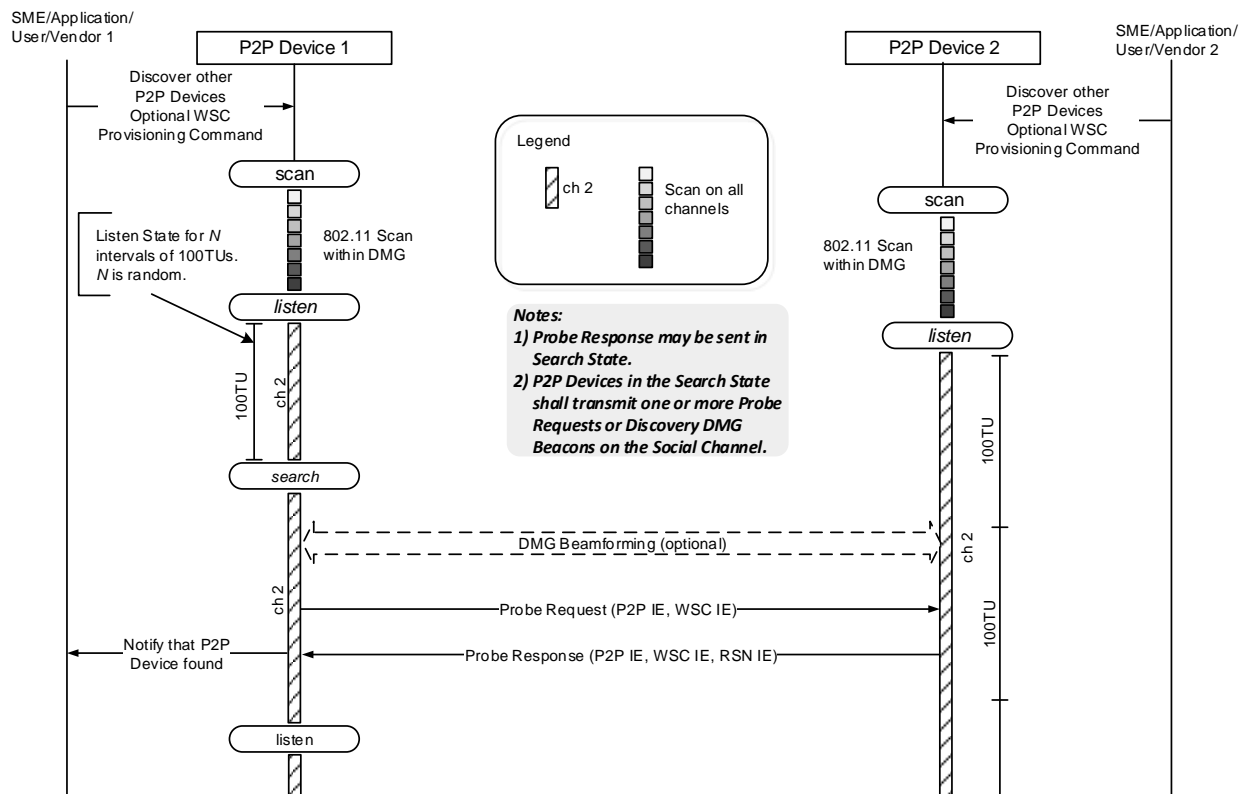 SME/Application/
User/Vendor 1
P2P Device 1
P2P Device 2
SME/Application/
User/Vendor 2
Discover other
P2P Devices
Optional WSC
Provisioning Command
Discover other
P2P Devices
Optional WSC
Provisioning Command
Legend
ch 2
Scan on all
channels
scan
scan
Listen State for N
intervals of 100TUs.
N is random.
802.11 Scan
within DMG
802.11 Scan
within DMG
listen
listen
Notes:
1) Probe Response may be sent in
Search State.
2) P2P Devices in the Search State
shall transmit one or more Probe
Requests or Discovery DMG
Beacons on the Social Channel.
100TU
ch 2
100TU
search
DMG Beamforming (optional)
ch 2
ch 2
100TU
Probe Request (P2P IE, WSC IE)
Notify that P2P
Device found
Probe Response (P2P IE, WSC IE, RSN IE)
listen